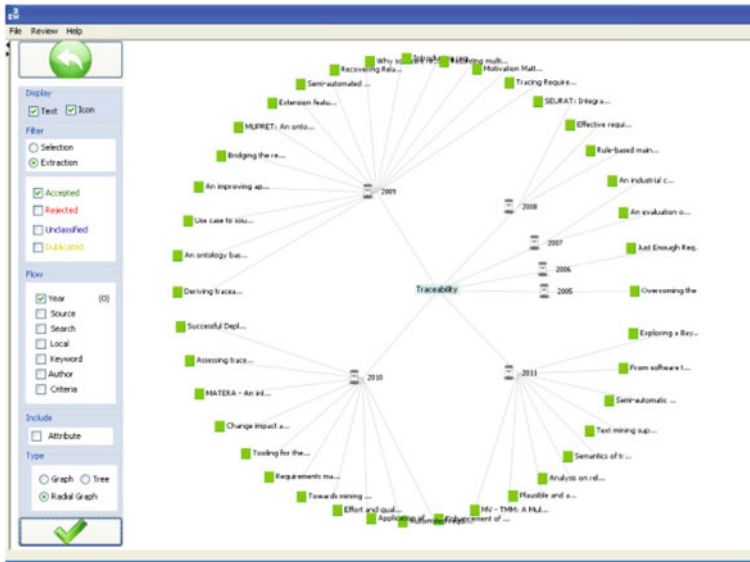 File Review Help
Display
Text Icon
Filter
Selection
Extraction
Accepted
Rejected
Unclassified
Dublicated
Flow
Year (0)
Source
Search
Local
Keyword
Author
Criteria
Include
Attribute
Type
Graph Tree
Radial Graph
Traceability
2009
2008
2007
2006
2005
2010
2011
Why
Motivation Matt...
Recovering Rela...
Tracing Require...
Semi-automated ...
SEURAT: Integra...
Extension featu...
Effective requi...
MUPRET: An onto...
Rule-based main...
Bridging the re...
An industrial c...
An improving ap...
An evaluation o...
Use case to sou...
Just Enough Req.
An ontology bas...
Deriving tracea...
Overcoming the
Successful Depl...
Exploring a Bay...
Assessing trace...
From software t...
MATERA - An int...
Semi-automatic ...
Change impact a...
Text mining sup...
Tooling for the...
Semantics of tr...
Requirements ma...
Analysis on rel...
Towards mining ...
Plausible and a...
Effort and qual...
MV - TMM: A Mul...
Application of
Enhancement of ...